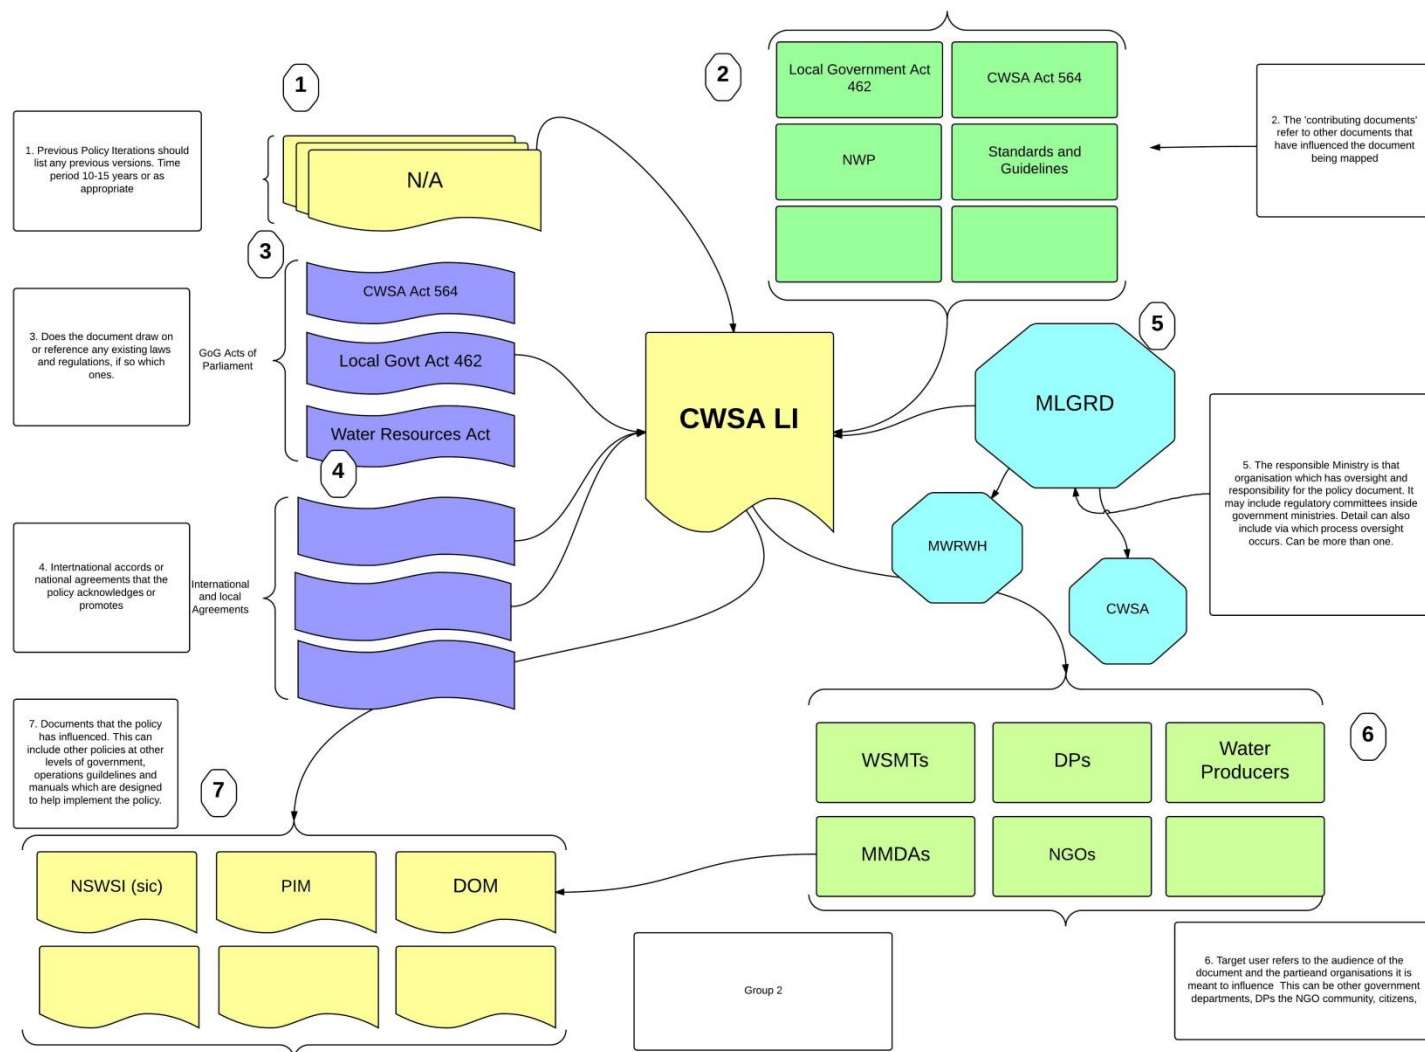 1
2
1. Previous Policy Iterations should
list any previous versions. Time
period 10-15 years or as
appropriate
N/A
Local Government Act
462
CWSA Act 564
NWP
Standards and
Guidelines
2. The 'contributing documents'
refer to other documents that
have influenced the document
being mapped
3
3. Does the document draw on
or reference any existing laws
and regulations, if so which
ones.
GoG Acts of
Parliament
CWSA Act 564
Local Govt Act 462
Water Resources Act
CWSA LI
5
MLGRD
MWRWH
CWSA
5. The responsible Ministry is that
organisation which has oversight and
responsibility for the policy document. It
may include regulatory committees inside
government ministries. Detail can also
include via which process oversight
occurs. Can be more than one.
4
4. Intertnational accords or
national agreements that the
policy acknowledges or
promotes
International
and local
Agreements
7. Documents that the policy
has influenced. This can
include other policies at other
levels of government,
operations guildelines and
manuals which are designed
to help implement the policy.
7
6
WSMTs
DPs
Water
Producers
MMDAs
NGOs
NSWSI (sic)
PIM
DOM
Group 2
6. Target user refers to the audience of the
document and the partieand organisations it is
meant to influence  This can be other government
departments, DPs the NGO community, citizens,